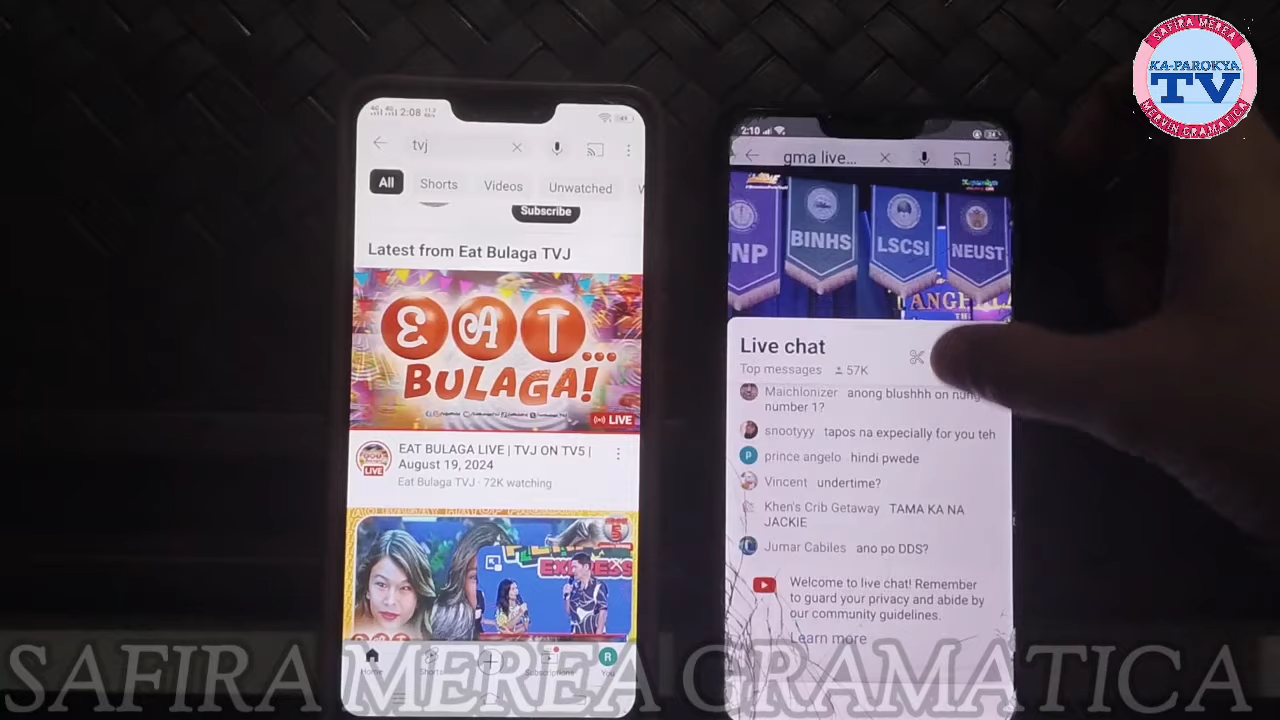 SAFIRA MEREA
KA-PAROKYA
TV
MERVIN GRAMATICA
2:08
tvj
All
Shorts
Videos
Unwatched
Subscribe
Latest from Eat Bulaga TVJ
EAT...
BULAGA!
LIVE
EAT BULAGA LIVE | TVJ ON TV5 |
August 19, 2024
Eat Bulaga TVJ · 72K watching
LIVE
Home
Shorts
Subscriptions
You
2:10
gma live...
BINHS
LSCSI
NEUST
Live chat
Top messages
57K
Maichlonizer anong blushhh on nung
number 1?
snootyyy tapos na expecially for you teh
prince angelo hindi pwede
Vincent undertime?
Khen's Crib Getaway TAMA KA NA
JACKIE
Jumar Cabiles ano po DDS?
Welcome to live chat! Remember
to guard your privacy and abide by
our community guidelines.
Learn more
SAFIRA MEREA GRAMATICA